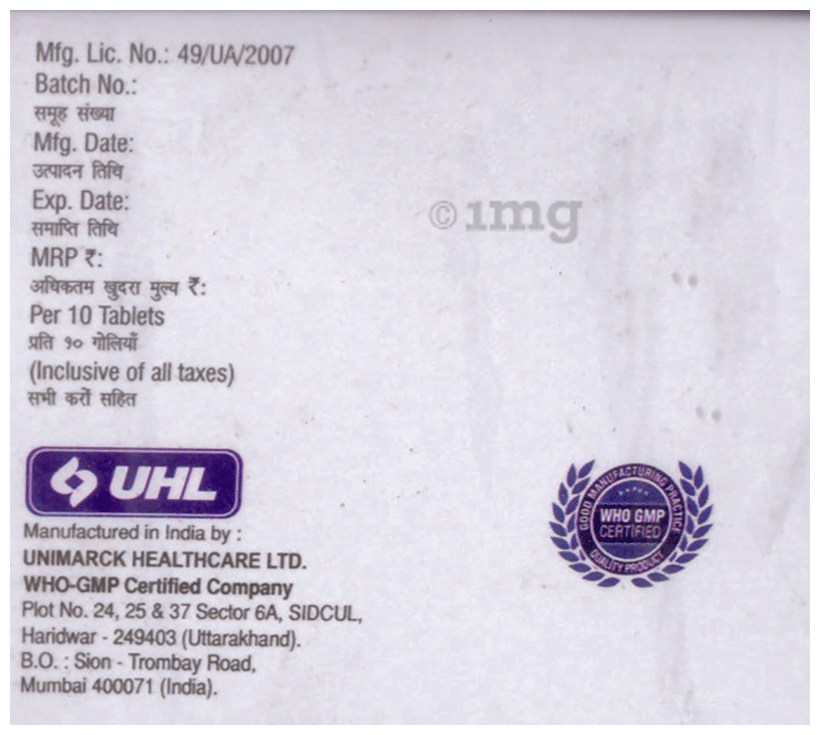 Mfg. Lic. No.: 49/UA/2007
Batch No.:
समूह संख्या
Mfg. Date:
उत्पादन तिथि
Exp. Date:
समाप्ति तिथि
MRP ₹:
अधिकतम खुदरा मुल्य ₹:
Per 10 Tablets
प्रति १० गोलियाँ
(Inclusive of all taxes)
सभी करों सहित
©1mg
UHL
Manufactured in India by :
UNIMARCK HEALTHCARE LTD.
WHO-GMP Certified Company
Plot No. 24, 25 & 37 Sector 6A, SIDCUL,
Haridwar - 249403 (Uttarakhand).
B.O. : Sion - Trombay Road,
Mumbai 400071 (India).
GOOD MANUFACTURING PRACTICE
WHO GMP
CERTIFIED
QUALITY PRODUCT